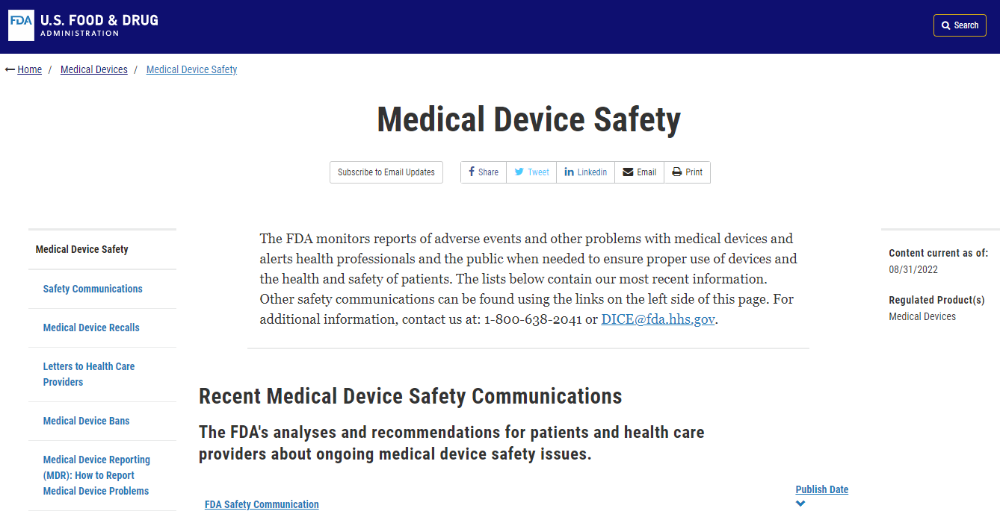 FDA U.S. FOOD & DRUG
ADMINISTRATION
Search
Home / Medical Devices / Medical Device Safety
Medical Device Safety
Subscribe to Email Updates
Share
Tweet
Linkedin
Email
Print
Medical Device Safety
Safety Communications
Medical Device Recalls
Letters to Health Care
Providers
Medical Device Bans
Medical Device Reporting
(MDR): How to Report
Medical Device Problems
The FDA monitors reports of adverse events and other problems with medical devices and
alerts health professionals and the public when needed to ensure proper use of devices and
the health and safety of patients. The lists below contain our most recent information.
Other safety communications can be found using the links on the left side of this page. For
additional information, contact us at: 1-800-638-2041 or DICE@fda.hhs.gov.
Recent Medical Device Safety Communications
The FDA's analyses and recommendations for patients and health care
providers about ongoing medical device safety issues.
FDA Safety Communication
Publish Date
Content current as of:
08/31/2022
Regulated Product(s)
Medical Devices